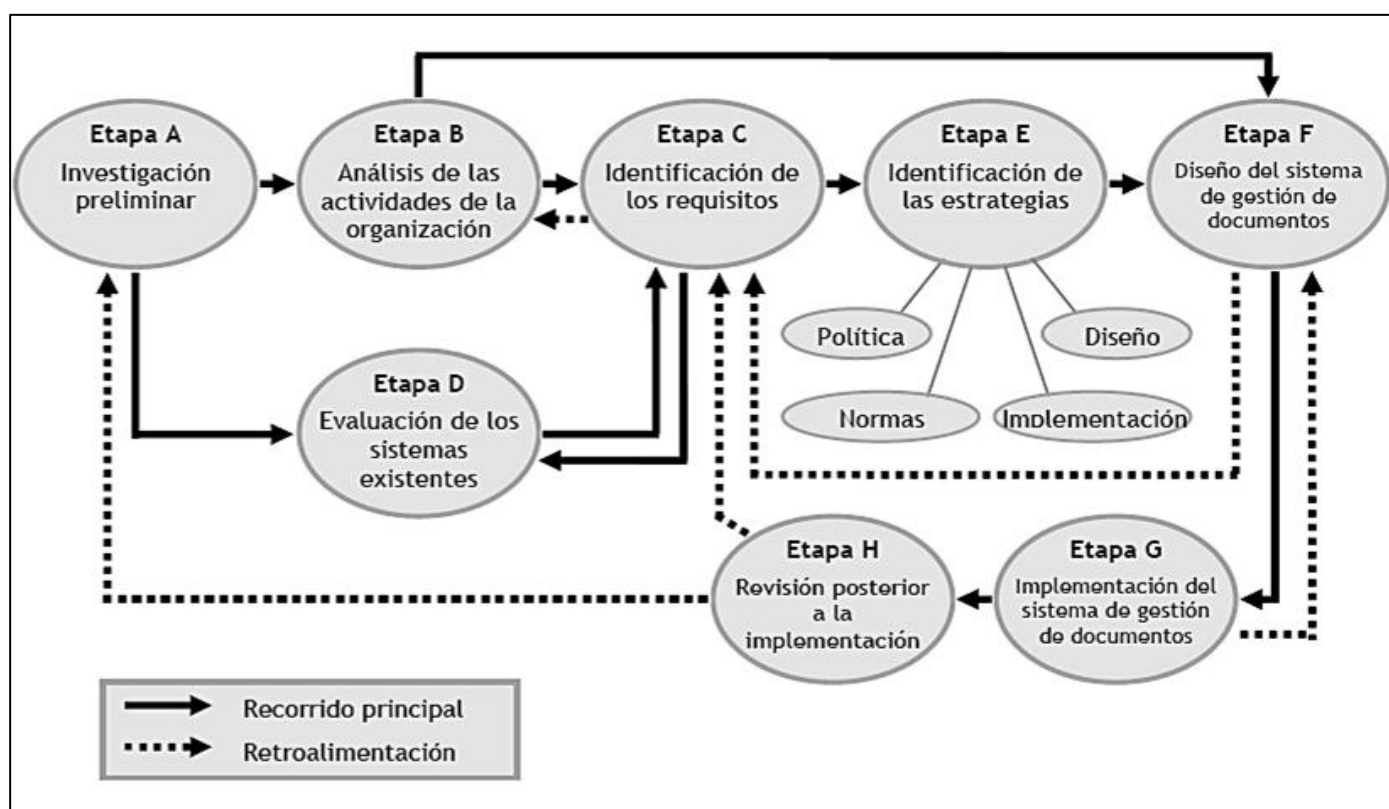 Etapa A
Investigación
preliminar
Etapa B
Análisis de las
actividades de la
organización
Etapa C
Identificación de
los requisitos
Etapa E
Identificación de
las estrategias
Etapa F
Diseño del sistema
de gestión de
documentos
Política
Diseño
Normas
Implementación
Etapa D
Evaluación de los
sistemas
existentes
Etapa H
Revisión posterior
a la
implementación
Etapa G
Implementación del
sistema de gestión
de documentos
Recorrido principal
Retroalimentación